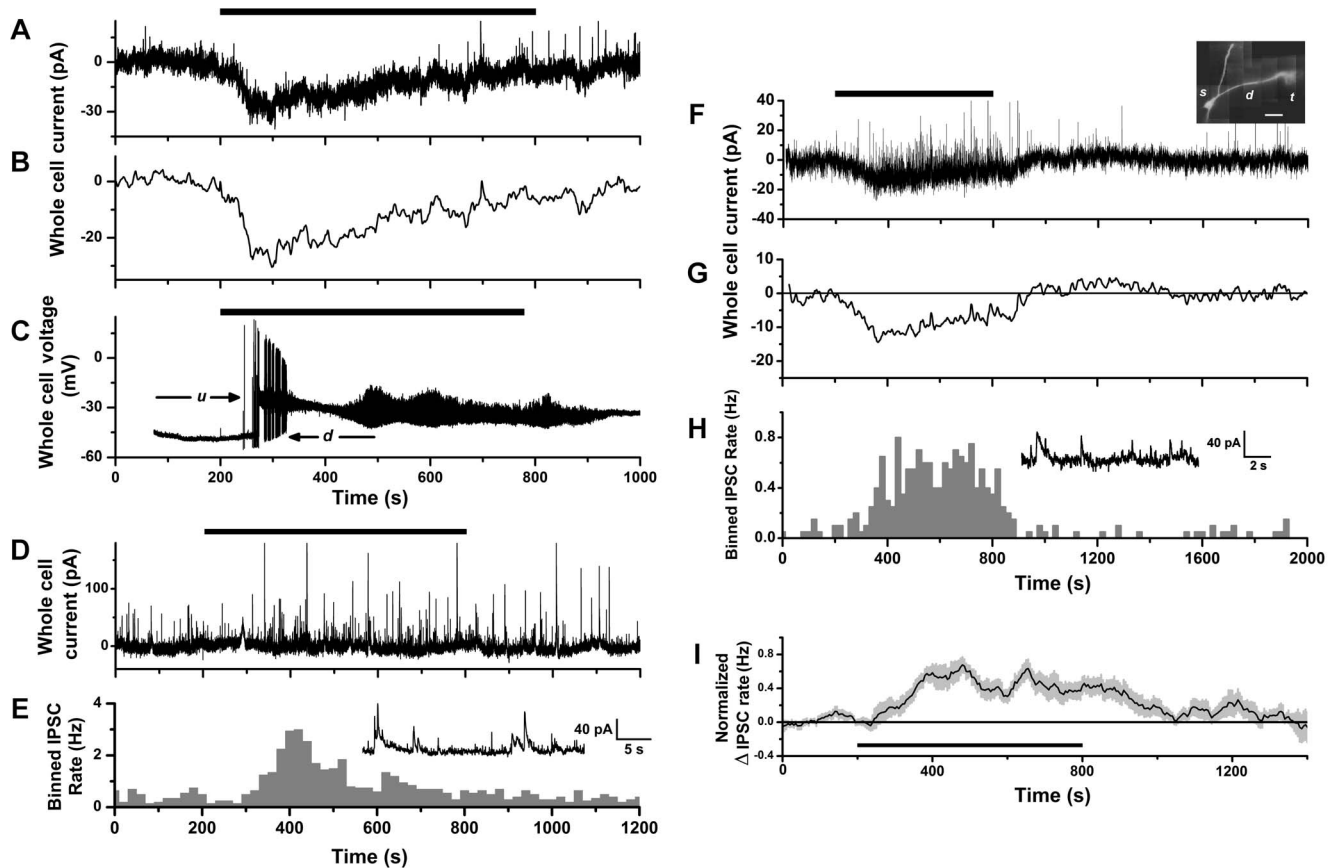 A
Whole cell current (pA)
0
-30
B
0
-20
C
Whole cell voltage
(mV)
0
-30
-60
u
d
0 200 400 600 800 1000
Time (s)
D
Whole cell
current (pA)
100
0
E
Binned IPSC
Rate (Hz)
4
2
0
40 pA
5 s
0 200 400 600 800 1000 1200
Time (s)
s d t
F
Whole cell current (pA)
40
20
0
-20
-40
G
10
0
-10
-20
H
Binned IPSC Rate (Hz)
0.8
0.4
0.0
40 pA
2 s
0 400 800 1200 1600 2000
Time (s)
I
Normalized
Δ IPSC rate (Hz)
0.8
0.4
0.0
-0.4
0 400 800 1200
Time (s)